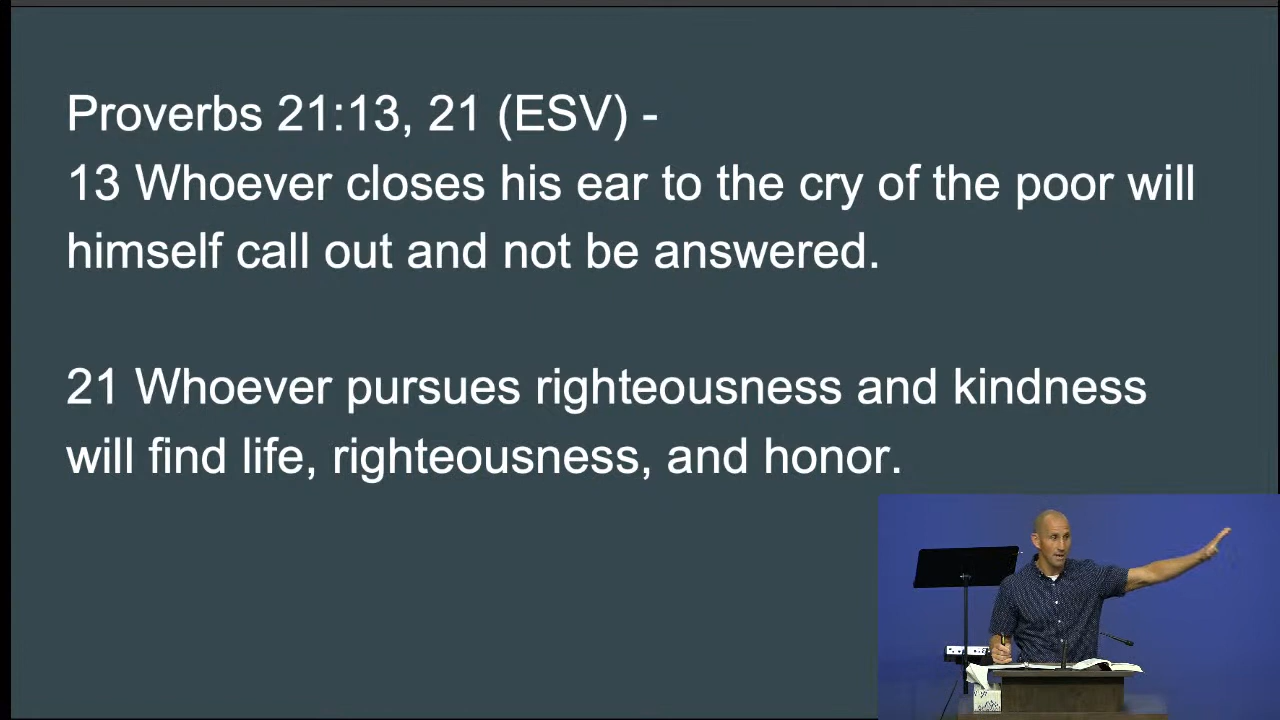 Proverbs 21:13, 21 (ESV) -
13 Whoever closes his ear to the cry of the poor will
himself call out and not be answered.
21 Whoever pursues righteousness and kindness
will find life, righteousness, and honor.